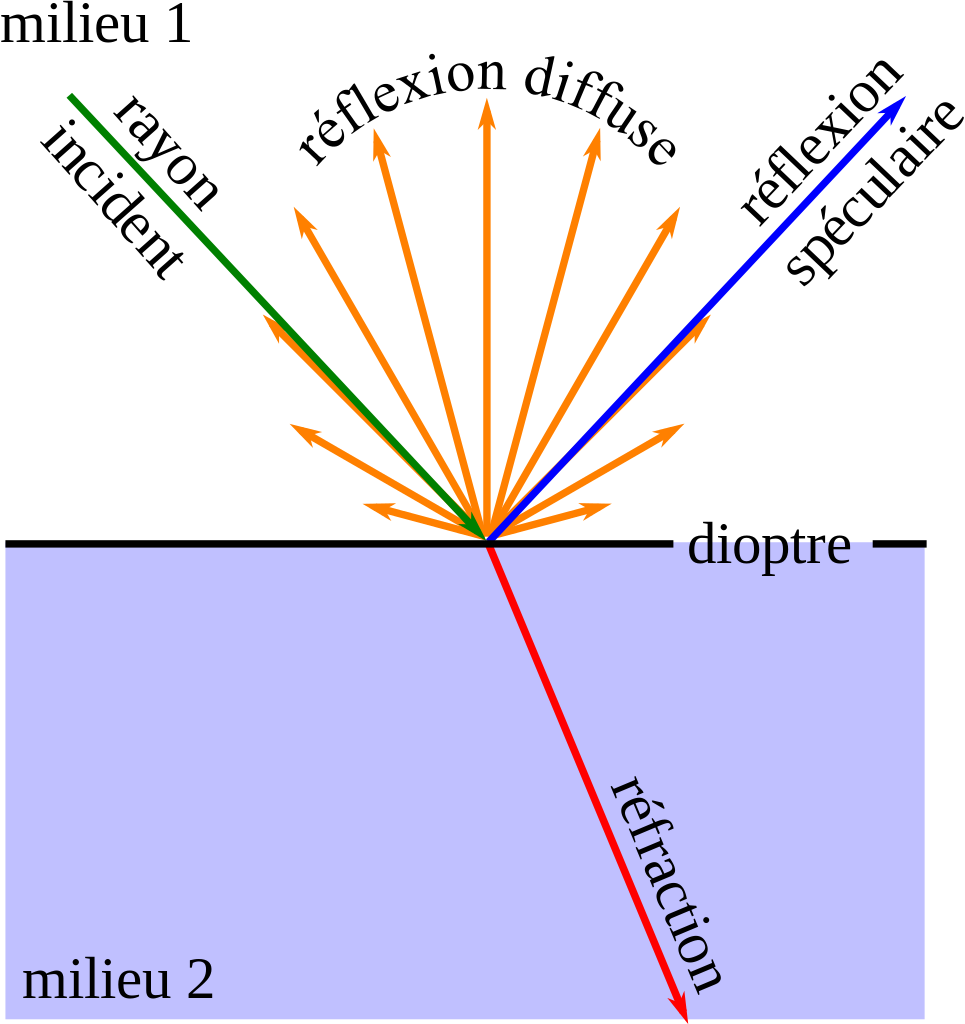 milieu 1
rayon
incident
réflexion diffuse
réflexion
spéculaire
dioptre
réfraction
milieu 2